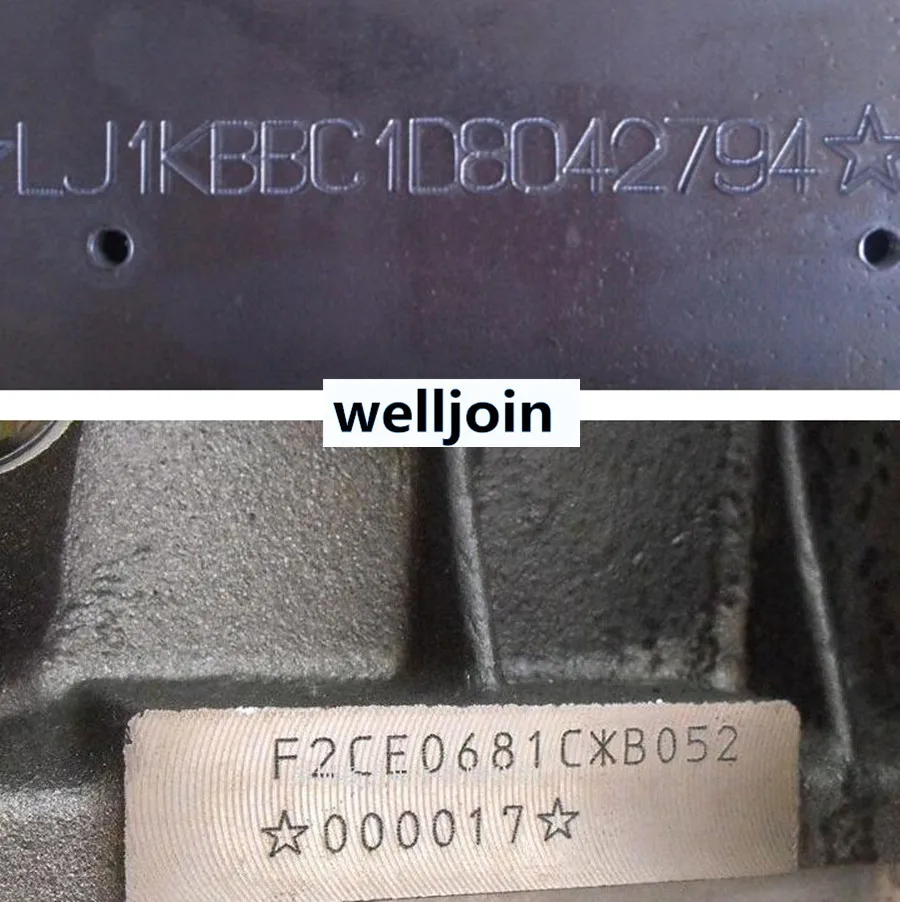 ☆LJ1KBBC1D8042794☆
welljoin
F2CE0681C*B052
☆000017☆